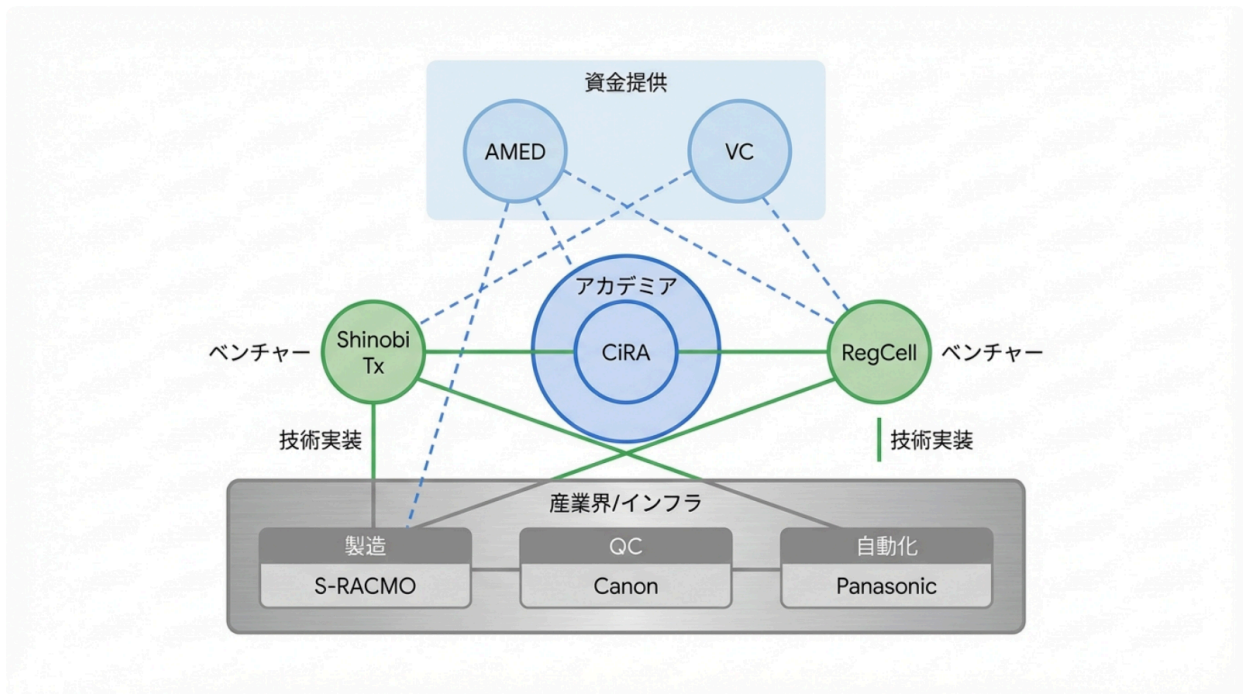 資金提供
AMED
VC
アカデミア
ベンチャー
Shinobi
Tx
CiRA
RegCell
ベンチャー
技術実装
技術実装
産業界/インフラ
製造
QC
自動化
S-RACMO
Canon
Panasonic